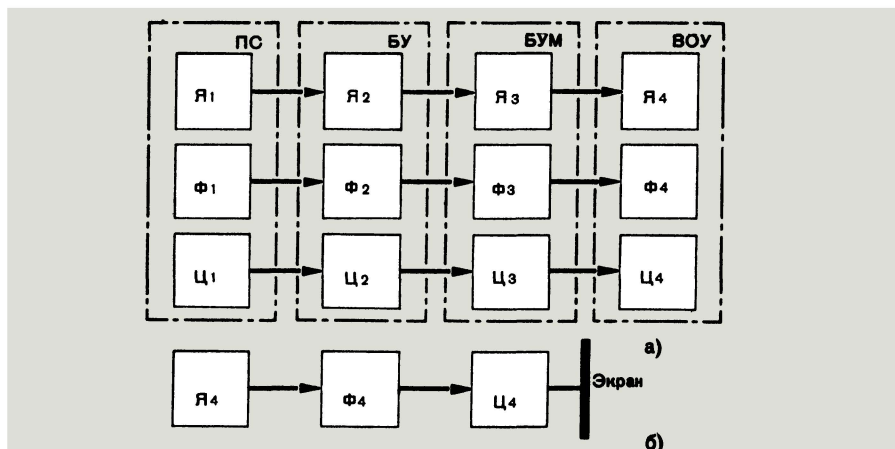 ПС БУ БУМ ВОУ
Я1 Я2 Я3 Я4
Ф1 Ф2 Ф3 Ф4
Ц1 Ц2 Ц3 Ц4
а)
Я4 Ф4 Ц4 Экран
б)